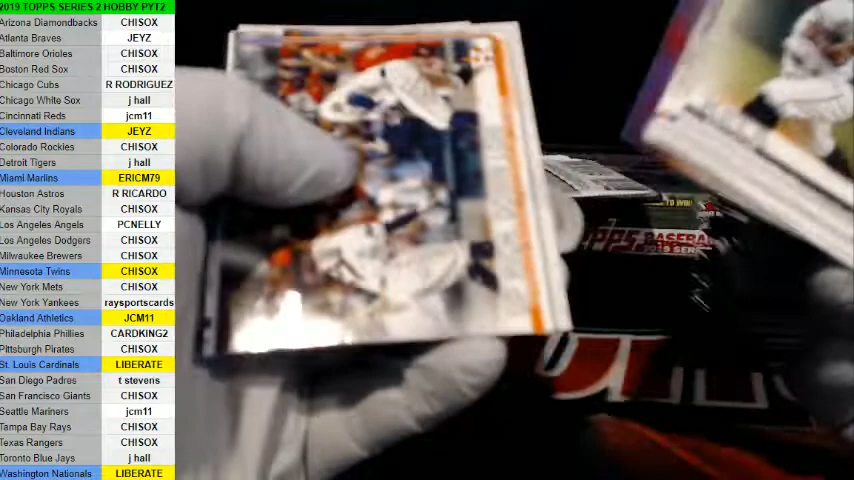 2019 TOPPS SERIES 2 HOBBY PYT2
Arizona Diamondbacks CHISOX
Atlanta Braves JEYZ
Baltimore Orioles CHISOX
Boston Red Sox CHISOX
Chicago Cubs R RODRIGUEZ
Chicago White Sox j hall
Cincinnati Reds jcm11
Cleveland Indians JEYZ
Colorado Rockies CHISOX
Detroit Tigers j hall
Miami Marlins ERICM79
Houston Astros R RICARDO
Kansas City Royals CHISOX
Los Angeles Angels PCNELLY
Los Angeles Dodgers CHISOX
Milwaukee Brewers CHISOX
Minnesota Twins CHISOX
New York Mets CHISOX
New York Yankees raysportscards
Oakland Athletics JCM11
Philadelphia Phillies CARDKING2
Pittsburgh Pirates CHISOX
St. Louis Cardinals LIBERATE
San Diego Padres t stevens
San Francisco Giants CHISOX
Seattle Mariners jcm11
Tampa Bay Rays CHISOX
Texas Rangers CHISOX
Toronto Blue Jays j hall
Washington Nationals LIBERATE
TO WIN!
TOPPS BASEBALL
2019 SERI